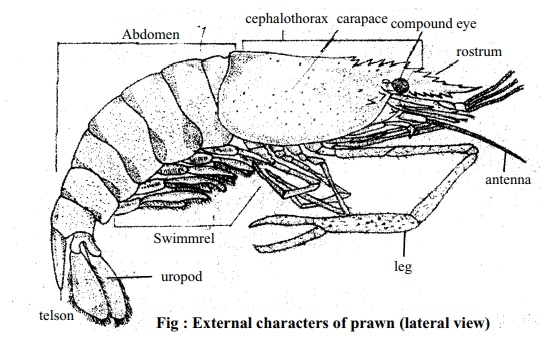 cephalothorax carapace compound eye
Abdomen
rostrum
antenna
Swimmrel
leg
uropod
telson
Fig : External characters of prawn (lateral view)